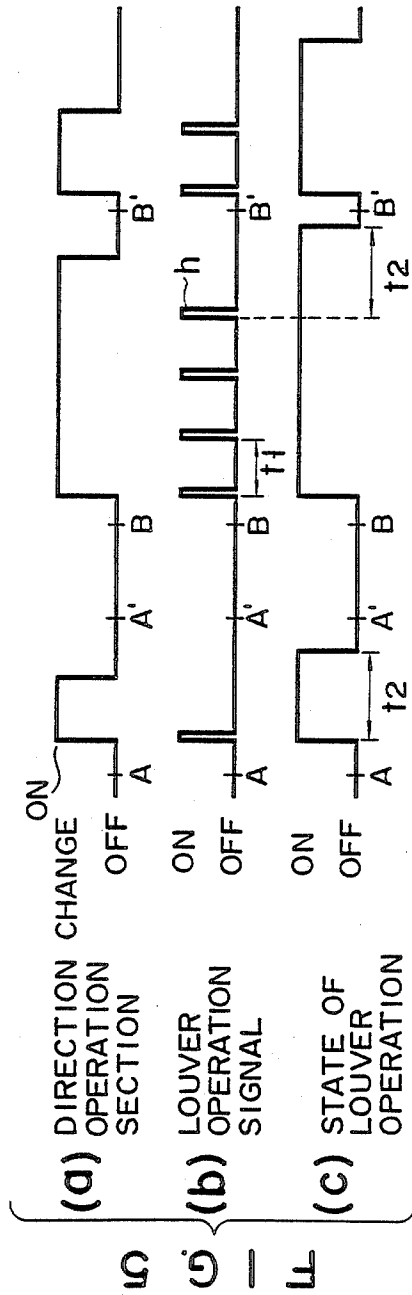 FIG. 5
(a) DIRECTION CHANGE
OPERATION
SECTION
ON
OFF
A A' B B'
(b) LOUVER
OPERATION
SIGNAL
ON
OFF
h
t1
A A' B B'
(c) STATE OF
LOUVER
OPERATION
ON
OFF
t2 t2
A A' B B'